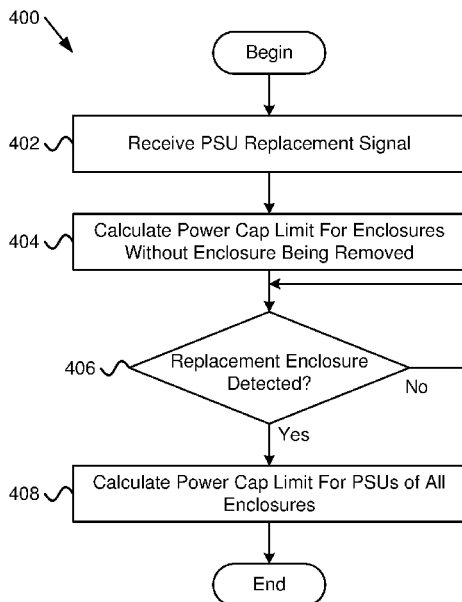 400
Begin
402
Receive PSU Replacement Signal
404
Calculate Power Cap Limit For Enclosures
Without Enclosure Being Removed
406
Replacement Enclosure
Detected?
No
Yes
408
Calculate Power Cap Limit For PSUs of All
Enclosures
End